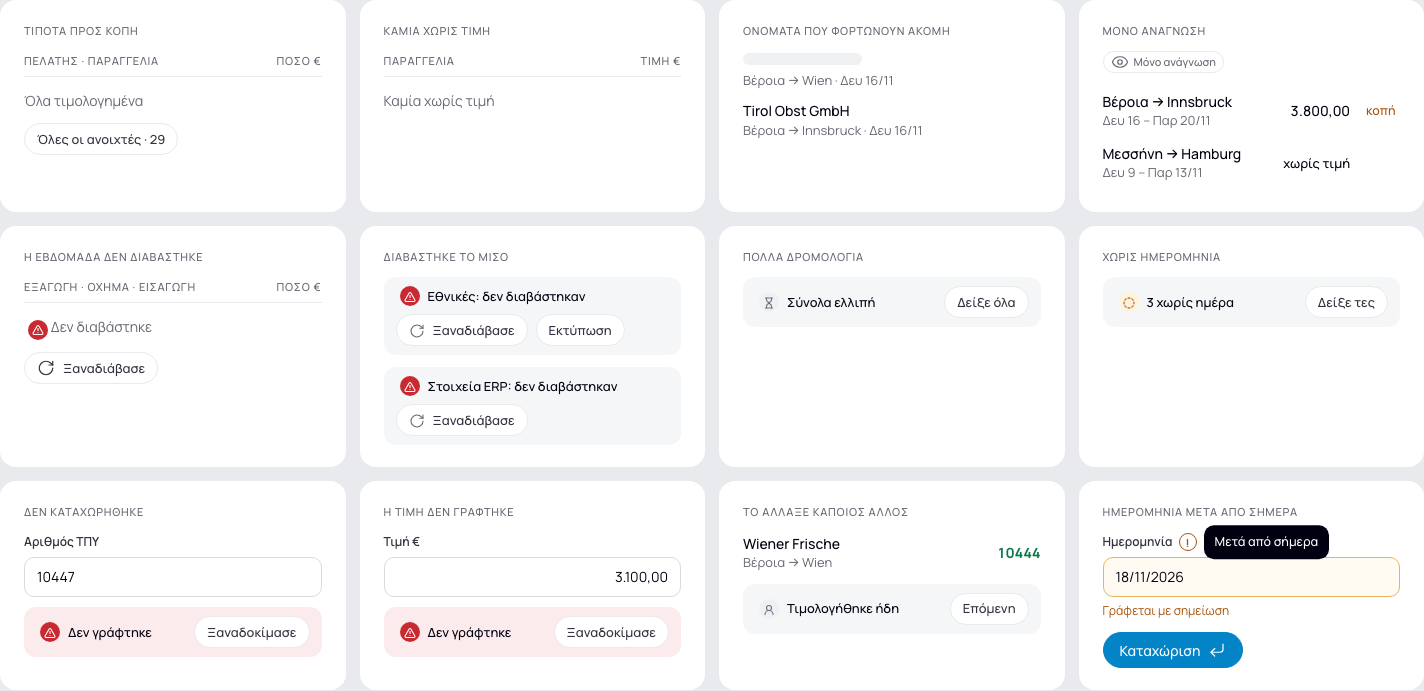 ΤΙΠΟΤΑ ΠΡΟΣ ΚΟΠΗ
ΠΕΛΑΤΗΣ · ΠΑΡΑΓΓΕΛΙΑ ΠΟΣΟ €
Όλα τιμολογημένα
Όλες οι ανοιχτές · 29
ΚΑΜΙΑ ΧΩΡΙΣ ΤΙΜΗ
ΠΑΡΑΓΓΕΛΙΑ ΤΙΜΗ €
Καμία χωρίς τιμή
ΟΝΟΜΑΤΑ ΠΟΥ ΦΟΡΤΩΝΟΥΝ ΑΚΟΜΗ
Βέροια → Wien · Δευ 16/11
Tirol Obst GmbH
Βέροια → Innsbruck · Δευ 16/11
ΜΟΝΟ ΑΝΑΓΝΩΣΗ
Μόνο ανάγνωση
Βέροια → Innsbruck 3.800,00 κοπή
Δευ 16 – Παρ 20/11
Μεσσήνη → Hamburg χωρίς τιμή
Δευ 9 – Παρ 13/11
Η ΕΒΔΟΜΑΔΑ ΔΕΝ ΔΙΑΒΑΣΤΗΚΕ
ΕΞΑΓΩΓΗ · ΟΧΗΜΑ · ΕΙΣΑΓΩΓΗ ΠΟΣΟ €
Δεν διαβάστηκε
Ξαναδιάβασε
ΔΙΑΒΑΣΤΗΚΕ ΤΟ ΜΙΣΟ
Εθνικές: δεν διαβάστηκαν
Ξαναδιάβασε Εκτύπωση
Στοιχεία ERP: δεν διαβάστηκαν
Ξαναδιάβασε
ΠΟΛΛΑ ΔΡΟΜΟΛΟΓΙΑ
Σύνολα ελλιπή Δείξε όλα
ΧΩΡΙΣ ΗΜΕΡΟΜΗΝΙΑ
3 χωρίς ημέρα Δείξε τες
ΔΕΝ ΚΑΤΑΧΩΡΗΘΗΚΕ
Αριθμός ΤΠΥ
10447
Δεν γράφτηκε Ξαναδοκίμασε
Η ΤΙΜΗ ΔΕΝ ΓΡΑΦΤΗΚΕ
Τιμή €
3.100,00
Δεν γράφτηκε Ξαναδοκίμασε
ΤΟ ΑΛΛΑΞΕ ΚΑΠΟΙΟΣ ΑΛΛΟΣ
Wiener Frische 10444
Βέροια → Wien
Τιμολογήθηκε ήδη Επόμενη
ΗΜΕΡΟΜΗΝΙΑ ΜΕΤΑ ΑΠΟ ΣΗΜΕΡΑ
Ημερομηνία Μετά από σήμερα
18/11/2026
Γράφεται με σημείωση
Καταχώριση